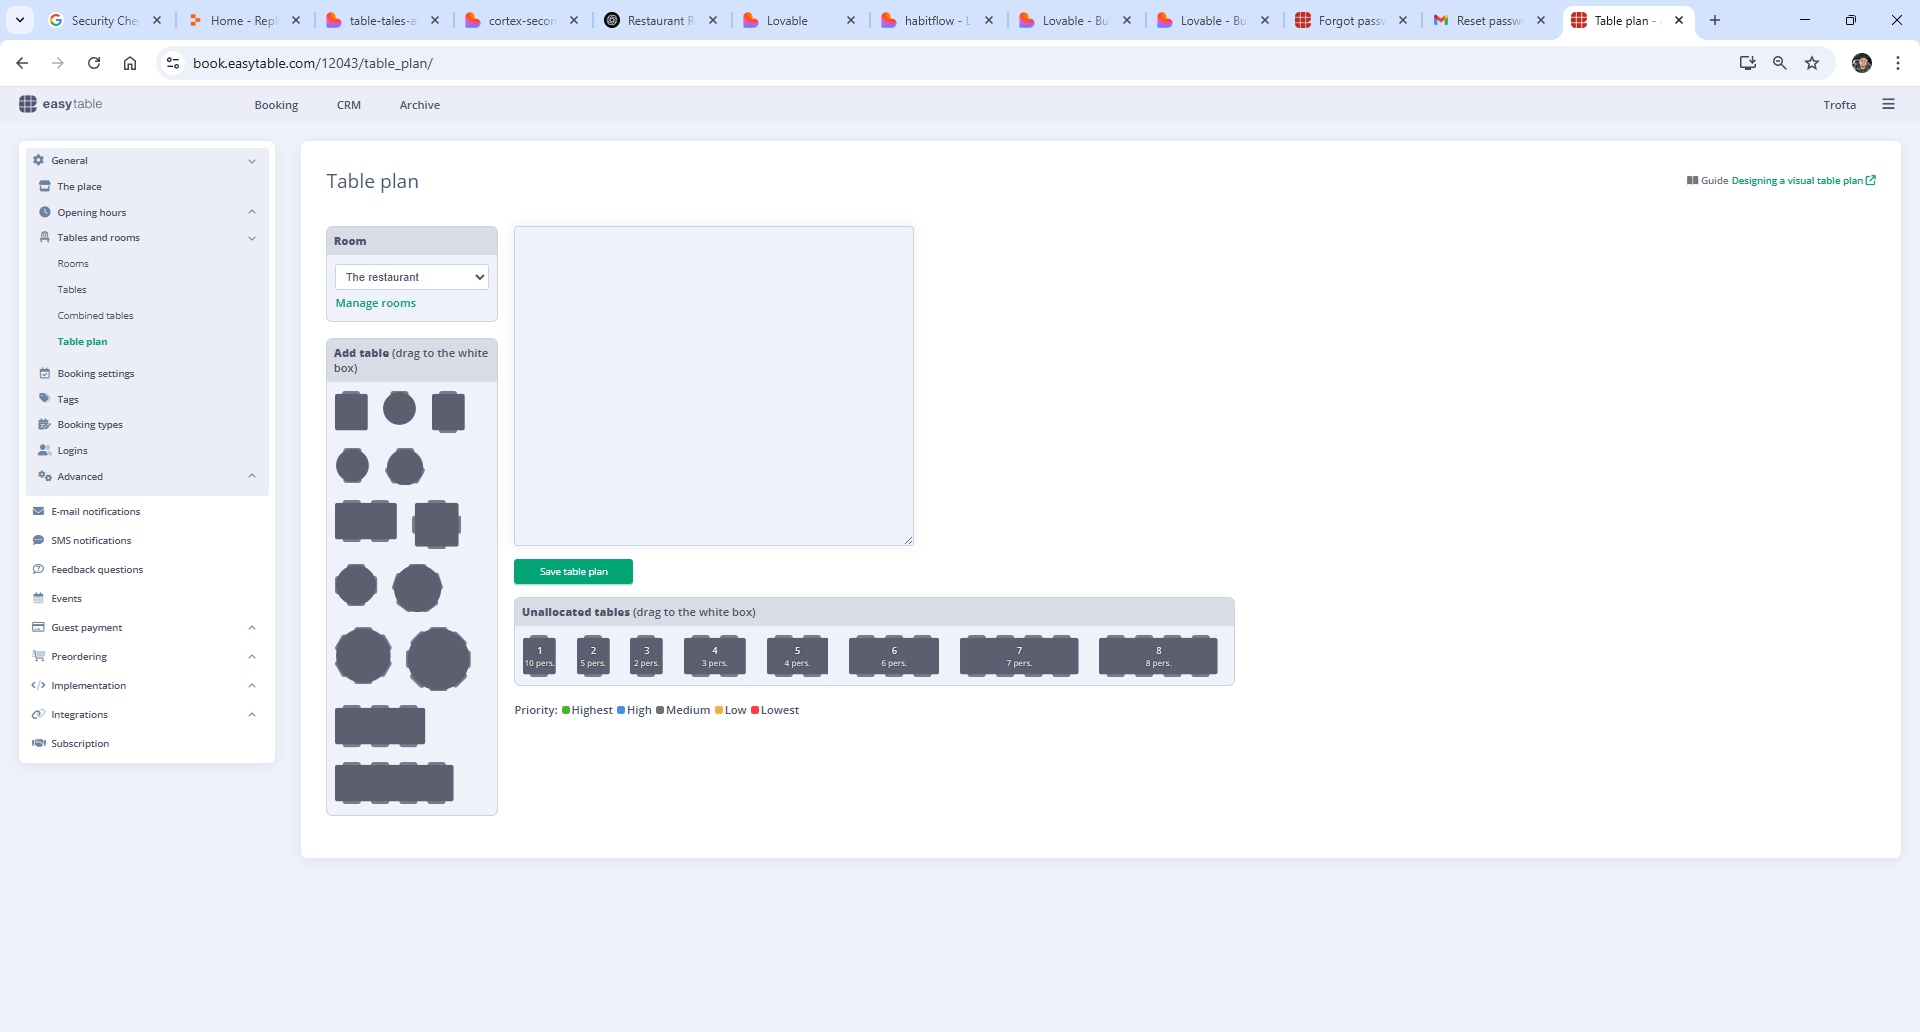 Security Che
Home - Repl
table-tales-a
cortex-secon
Restaurant R
Lovable
habitflow - L
Lovable - Bu
Lovable - Bu
Forgot passw
Reset passwo
Table plan -
book.easytable.com/12043/table_plan/
easytable
Booking
CRM
Archive
Trofta
General
The place
Opening hours
Tables and rooms
Rooms
Tables
Combined tables
Table plan
Booking settings
Tags
Booking types
Logins
Advanced
E-mail notifications
SMS notifications
Feedback questions
Events
Guest payment
Preordering
Implementation
Integrations
Subscription
Table plan
Guide Designing a visual table plan
Room
The restaurant
Manage rooms
Add table (drag to the white
box)
Save table plan
Unallocated tables (drag to the white box)
1
10 pers.
2
5 pers.
3
2 pers.
4
3 pers.
5
4 pers.
6
6 pers.
7
7 pers.
8
8 pers.
Priority: Highest High Medium Low Lowest